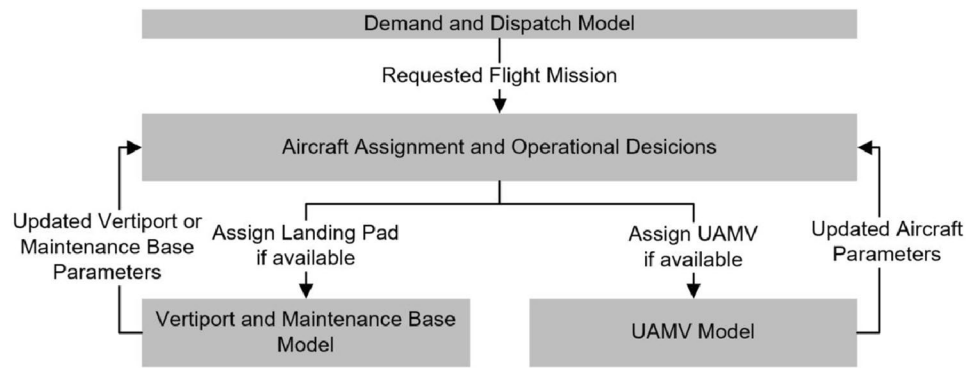 Demand and Dispatch Model
Requested Flight Mission
Aircraft Assignment and Operational Desicions
Updated Vertiport or
Maintenance Base
Parameters
Assign Landing Pad
if available
Assign UAMV
if available
Updated Aircraft
Parameters
Vertiport and Maintenance Base
Model
UAMV Model